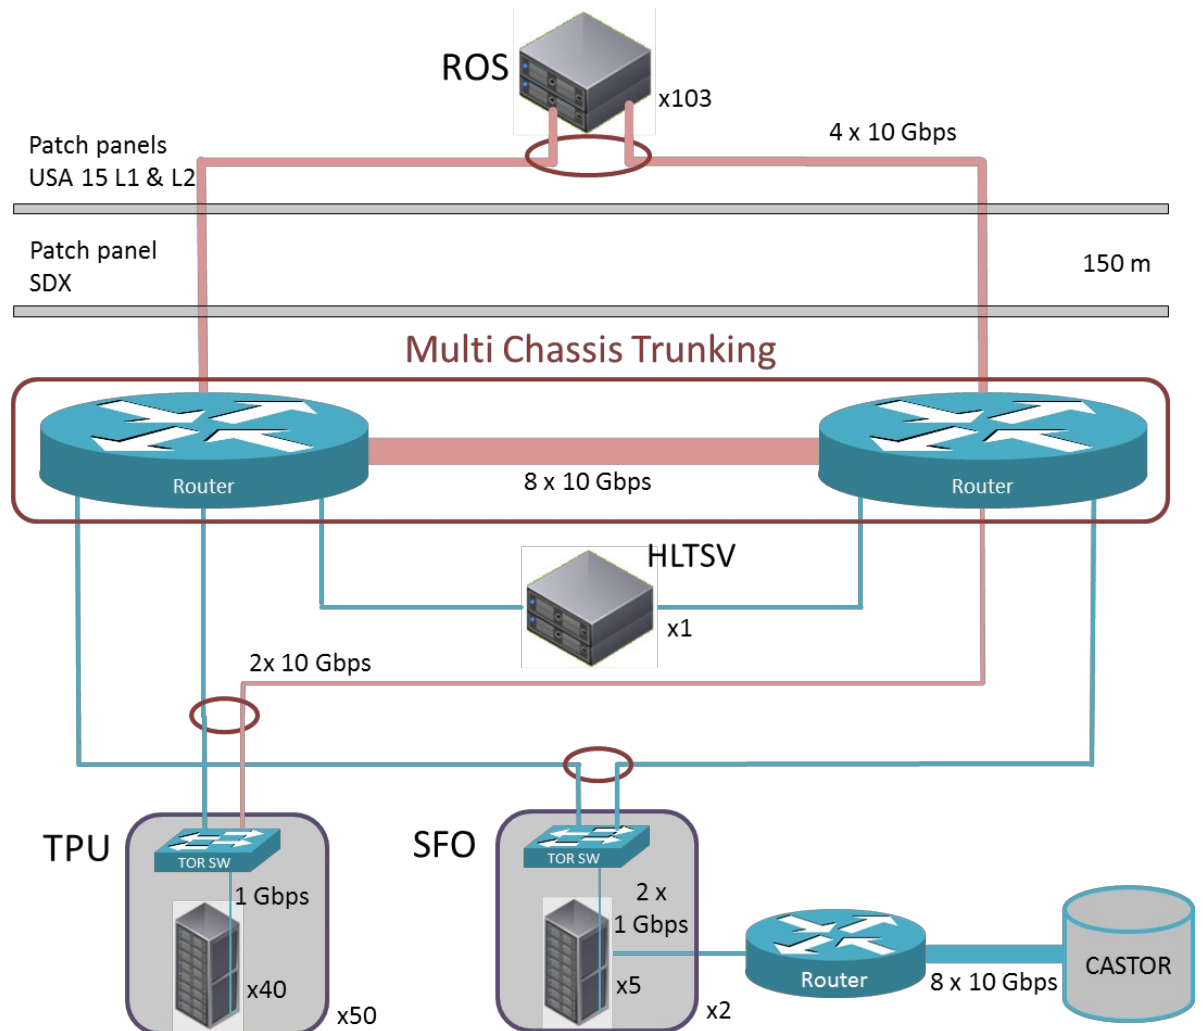 ROS
x103
4 x 10 Gbps
Patch panels
USA 15 L1 & L2
Patch panel
SDX
150 m
Multi Chassis Trunking
Router
8 x 10 Gbps
Router
HLTSV
x1
2x 10 Gbps
TPU
TOR SW
1 Gbps
x40
x50
SFO
TOR SW
2 x
1 Gbps
x5
x2
Router
8 x 10 Gbps
CASTOR